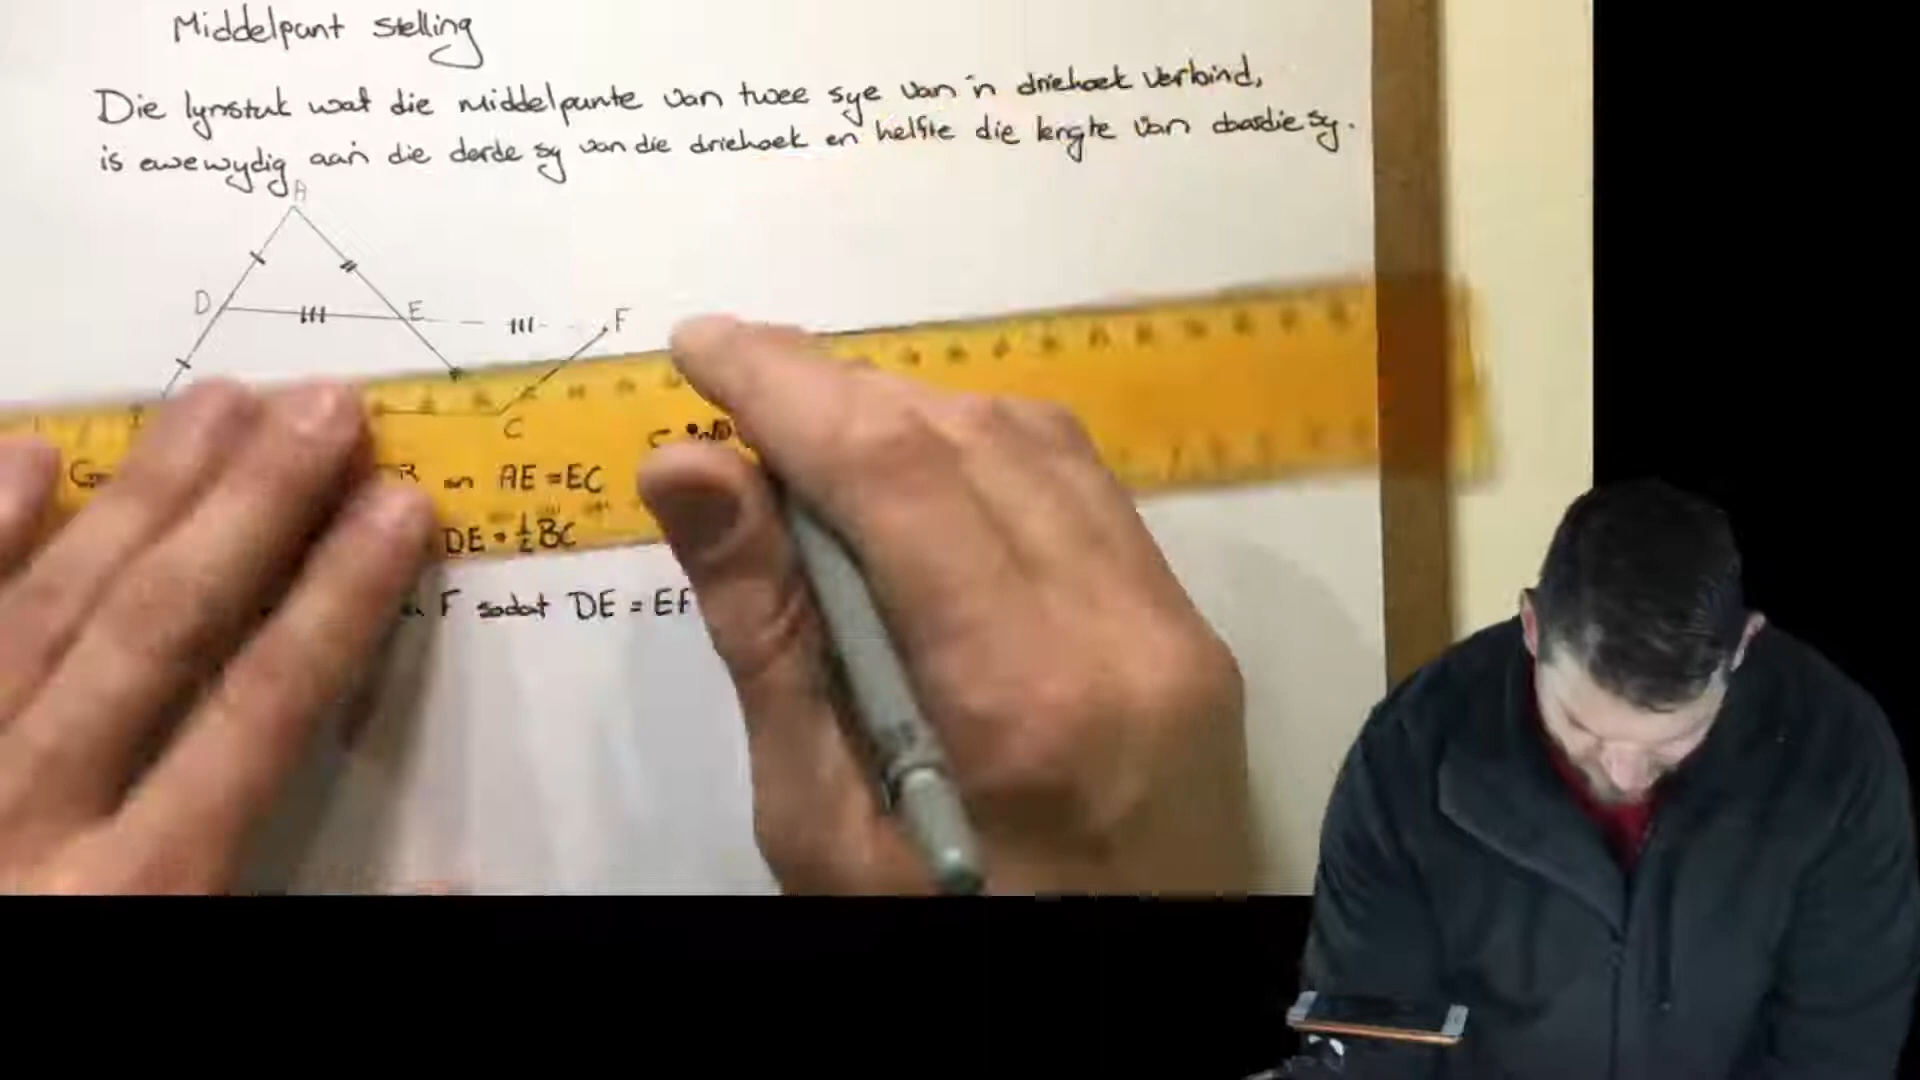 Middelpunt stelling
Die lynstuk wat die middelpunte van twee sye van 'n driehoek verbind,
is ewewydig aan die derde sy van die driehoek en helfte die lengte van daardie sy.
A
D E F
C
en AE = EC
DE = ½BC
F sodat DE = EF